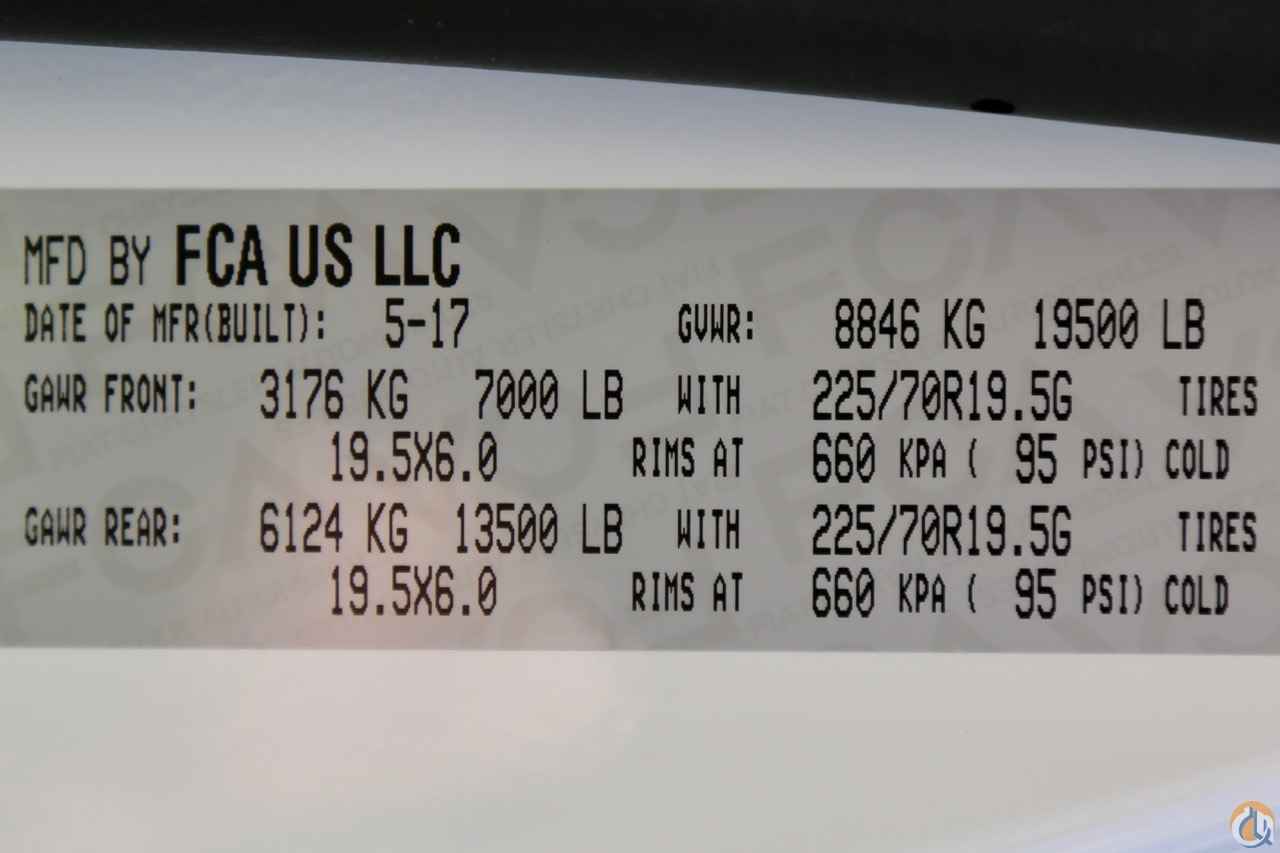 MFD BY FCA US LLC
DATE OF MFR(BUILT): 5-17 GVWR: 8846 KG 19500 LB
GAWR FRONT: 3176 KG 7000 LB WITH 225/70R19.5G TIRES
19.5X6.0 RIMS AT 660 KPA ( 95 PSI) COLD
GAWR REAR: 6124 KG 13500 LB WITH 225/70R19.5G TIRES
19.5X6.0 RIMS AT 660 KPA ( 95 PSI) COLD